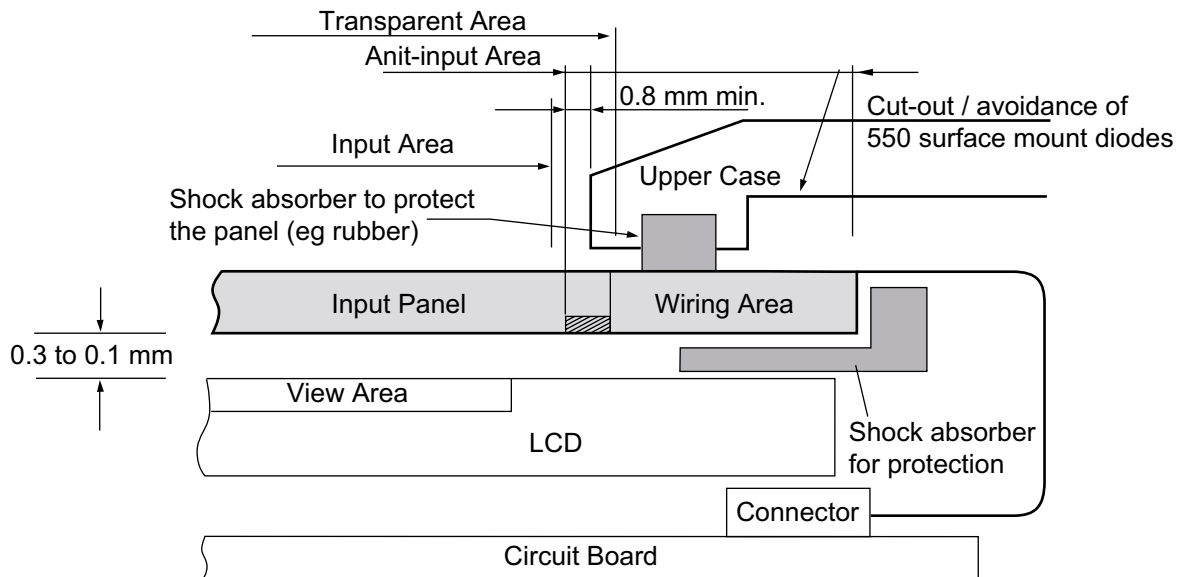 Transparent Area
Anit-input Area
0.8 mm min.
Cut-out / avoidance of
550 surface mount diodes
Input Area
Upper Case
Shock absorber to protect
the panel (eg rubber)
Input Panel
Wiring Area
0.3 to 0.1 mm
View Area
LCD
Shock absorber
for protection
Connector
Circuit Board